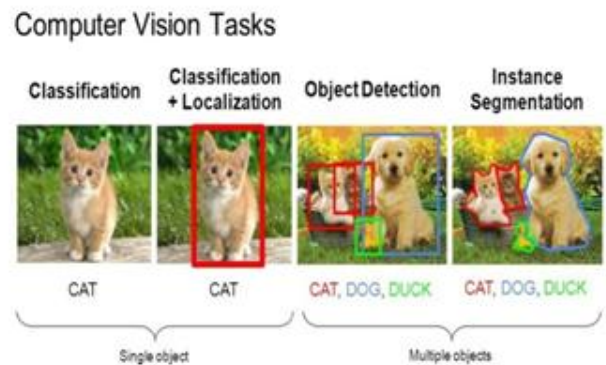 Computer Vision Tasks
Classification
Classification
+ Localization
Object Detection
Instance
Segmentation
CAT
CAT
CAT, DOG, DUCK
CAT, DOG, DUCK
Single object
Multiple objects